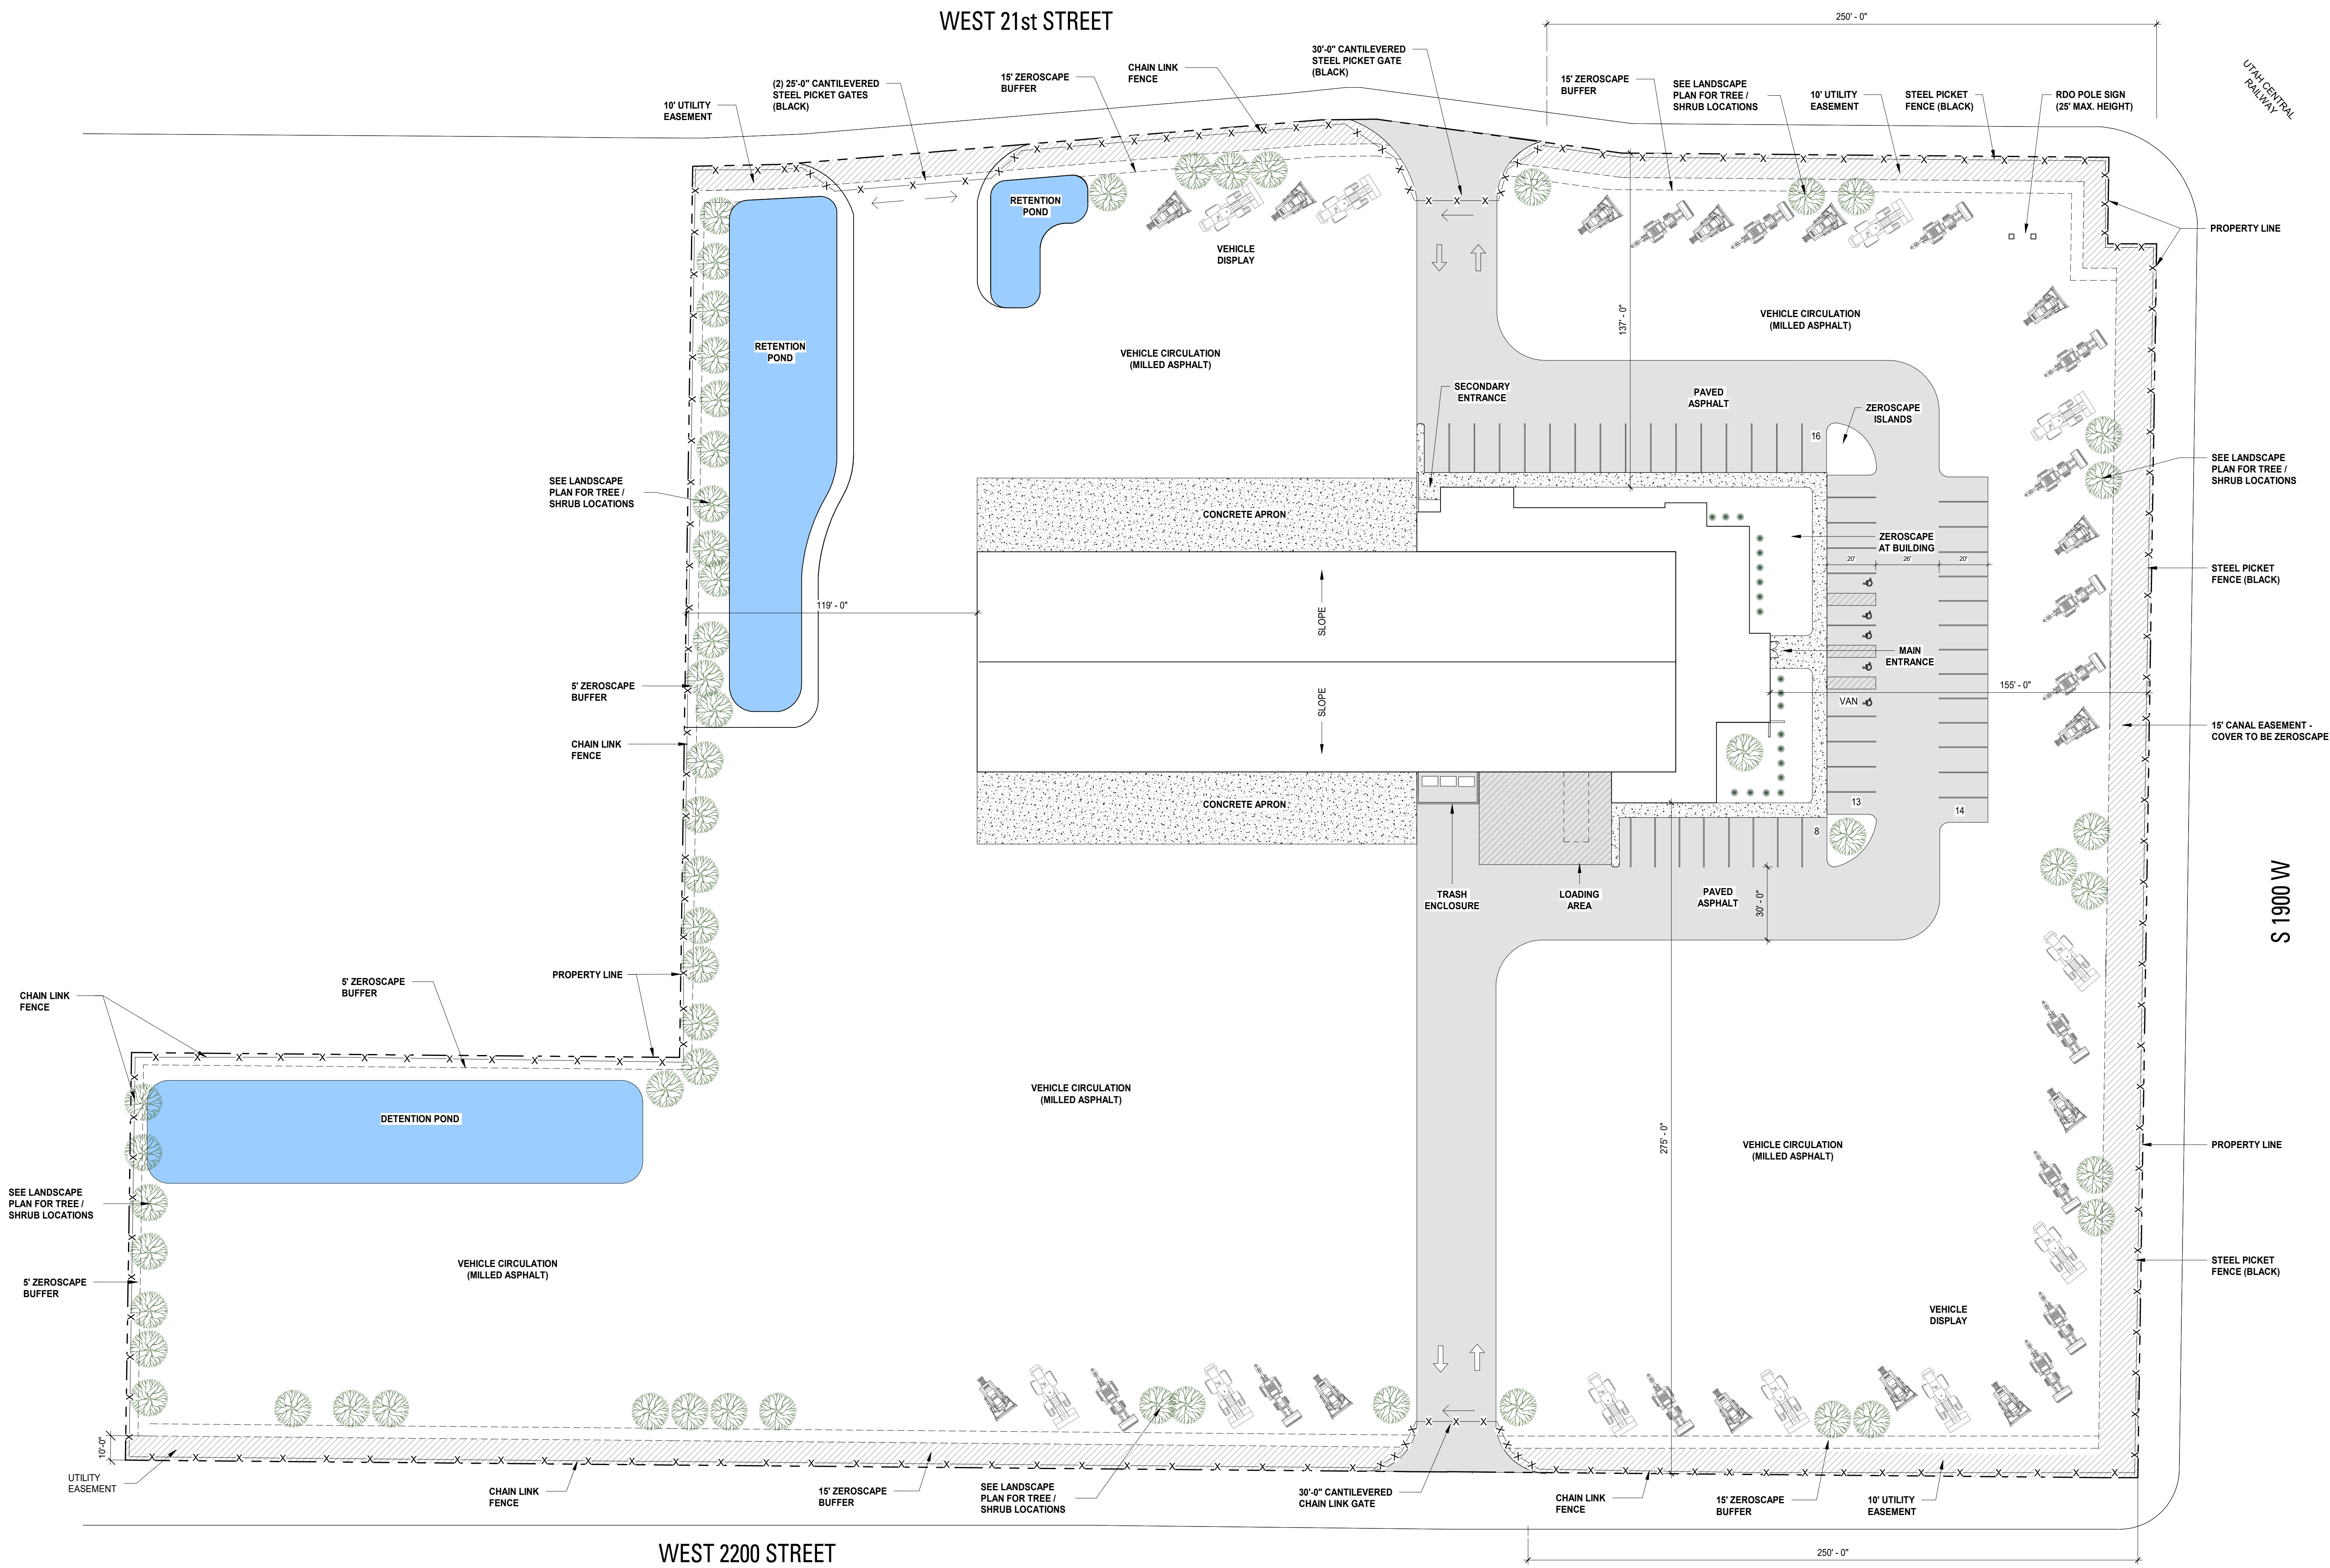 WEST 21st STREET
250' - 0"
UTAH CENTRAL
RAILWAY
10' UTILITY
EASEMENT
(2) 25'-0" CANTILEVERED
STEEL PICKET GATES
(BLACK)
15' ZEROSCAPE
BUFFER
CHAIN LINK
FENCE
30'-0" CANTILEVERED
STEEL PICKET GATE
(BLACK)
15' ZEROSCAPE
BUFFER
SEE LANDSCAPE
PLAN FOR TREE /
SHRUB LOCATIONS
10' UTILITY
EASEMENT
STEEL PICKET
FENCE (BLACK)
RDO POLE SIGN
(25' MAX. HEIGHT)
RETENTION
POND
PROPERTY LINE
VEHICLE
DISPLAY
137' - 0"
VEHICLE CIRCULATION
(MILLED ASPHALT)
RETENTION
POND
VEHICLE CIRCULATION
(MILLED ASPHALT)
SECONDARY
ENTRANCE
PAVED
ASPHALT
ZEROSCAPE
ISLANDS
16
SEE LANDSCAPE
PLAN FOR TREE /
SHRUB LOCATIONS
SEE LANDSCAPE
PLAN FOR TREE /
SHRUB LOCATIONS
CONCRETE APRON
ZEROSCAPE
AT BUILDING
20'
26'
20'
STEEL PICKET
FENCE (BLACK)
119' - 0"
SLOPE
MAIN
ENTRANCE
5' ZEROSCAPE
BUFFER
155' - 0"
SLOPE
VAN
15' CANAL EASEMENT -
COVER TO BE ZEROSCAPE
CHAIN LINK
FENCE
CONCRETE APRON
13
14
8
TRASH
ENCLOSURE
LOADING
AREA
PAVED
ASPHALT
30' - 0"
S 1900 W
CHAIN LINK
FENCE
5' ZEROSCAPE
BUFFER
PROPERTY LINE
DETENTION POND
VEHICLE CIRCULATION
(MILLED ASPHALT)
275' - 0"
VEHICLE CIRCULATION
(MILLED ASPHALT)
PROPERTY LINE
SEE LANDSCAPE
PLAN FOR TREE /
SHRUB LOCATIONS
VEHICLE CIRCULATION
(MILLED ASPHALT)
5' ZEROSCAPE
BUFFER
STEEL PICKET
FENCE (BLACK)
VEHICLE
DISPLAY
10'-0"
UTILITY
EASEMENT
CHAIN LINK
FENCE
15' ZEROSCAPE
BUFFER
SEE LANDSCAPE
PLAN FOR TREE /
SHRUB LOCATIONS
30'-0" CANTILEVERED
CHAIN LINK GATE
CHAIN LINK
FENCE
15' ZEROSCAPE
BUFFER
10' UTILITY
EASEMENT
WEST 2200 STREET
250' - 0"